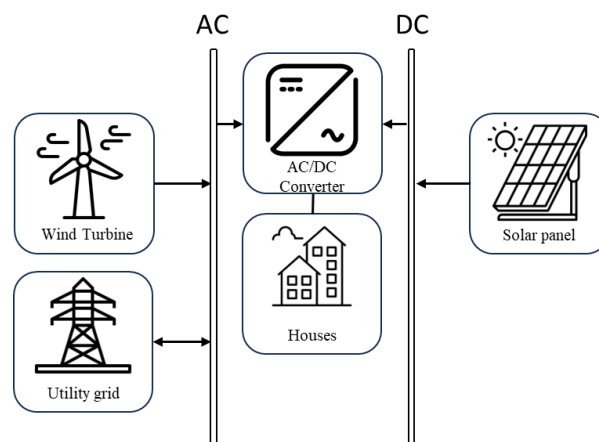 AC
DC
AC/DC
Converter
Wind Turbine
Solar panel
Houses
Utility grid